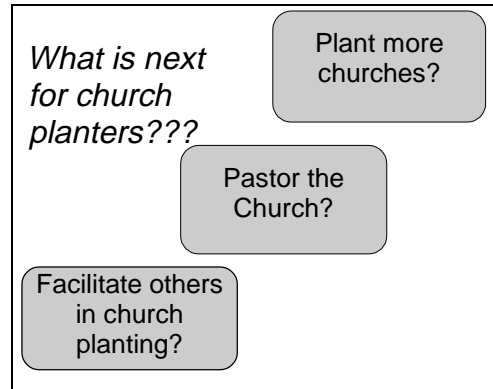 What is next
for church
planters???
Plant more
churches?
Pastor the
Church?
Facilitate others
in church
planting?